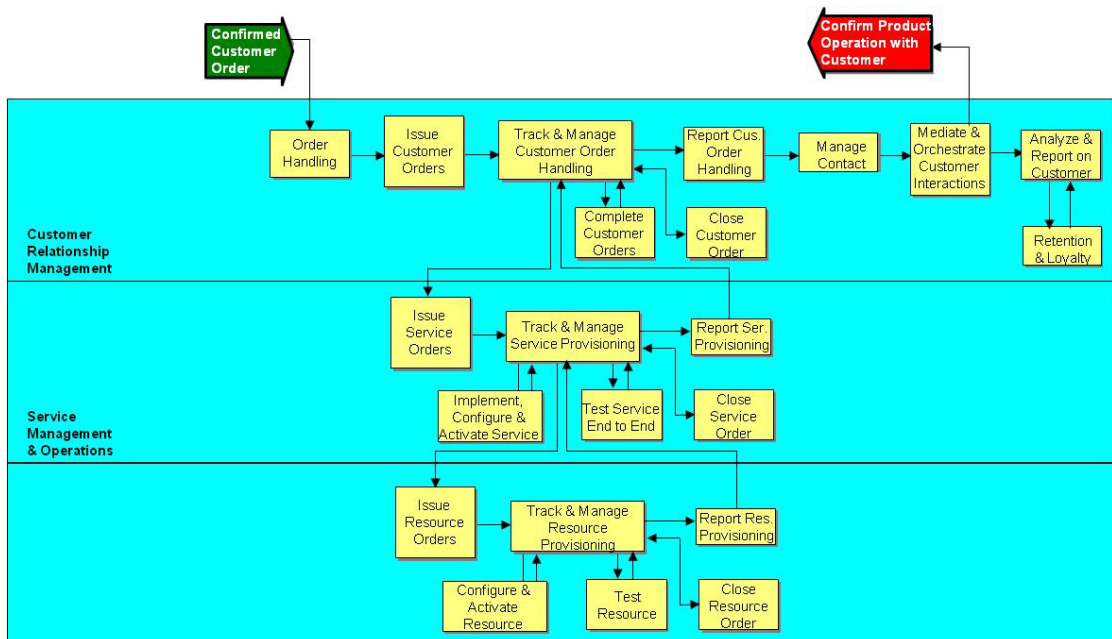 Confirmed
Customer
Order
Confirm Product
Operation with
Customer
Order
Handling
Issue
Customer
Orders
Track & Manage
Customer Order
Handling
Report Cus.
Order
Handling
Manage
Contact
Mediate &
Orchestrate
Customer
Interactions
Analyze &
Report on
Customer
Complete
Customer
Orders
Close
Customer
Order
Retention
& Loyalty
Customer
Relationship
Management
Issue
Service
Orders
Track & Manage
Service Provisioning
Report Ser.
Provisioning
Implement,
Configure &
Activate Service
Test Service
End to End
Close
Service
Order
Service
Management
& Operations
Issue
Resource
Orders
Track & Manage
Resource
Provisioning
Report Res.
Provisioning
Configure &
Activate
Resource
Test
Resource
Close
Resource
Order